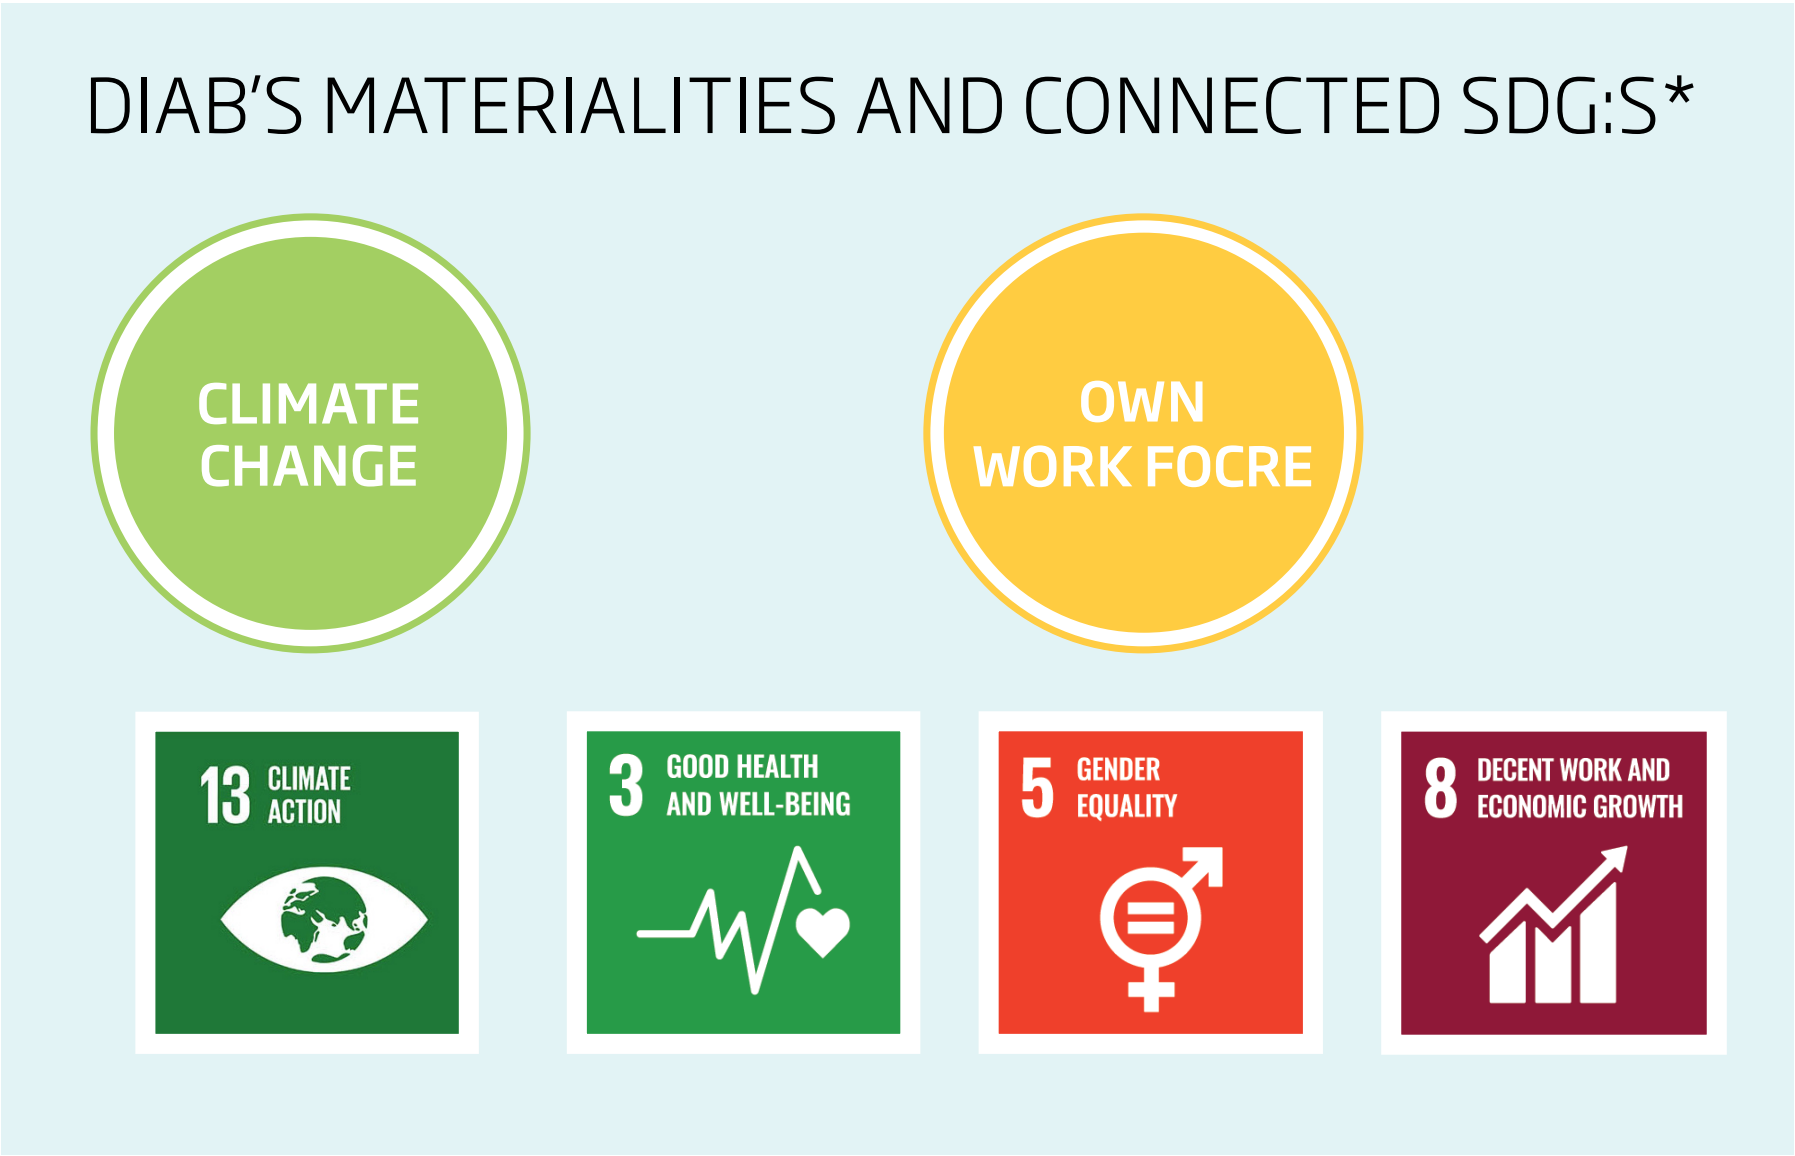 DIAB'S MATERIALITIES AND CONNECTED SDG:S*
CLIMATE
CHANGE
OWN
WORK FOCRE
13 CLIMATE
ACTION
3 GOOD HEALTH
AND WELL-BEING
5 GENDER
EQUALITY
8 DECENT WORK AND
ECONOMIC GROWTH